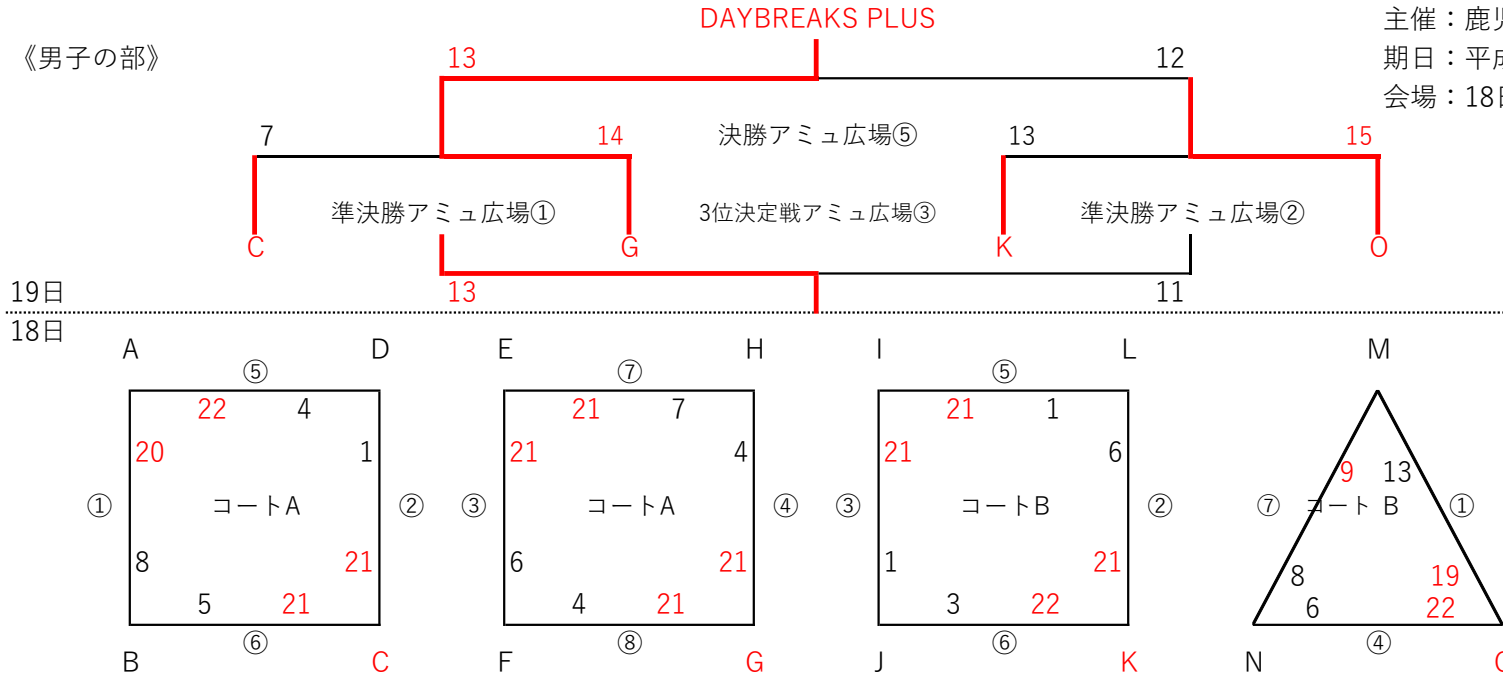 DAYBREAKS PLUS
主催：鹿児
《男子の部》
13
12
期日：平成
会場：18日
7
14
決勝アミュ広場⑤
13
15
準決勝アミュ広場①
3位決定戦アミュ広場③
準決勝アミュ広場②
C
G
K
O
19日
13
11
18日
A
D
E
H
I
L
M
⑤
⑦
⑤
22 4
21 7
21 1
20 1
21 4
21 6
9 13
① コートA ②
③ コートA ④
③ コートB ②
⑦ コート B ①
8 21
6 21
1 21
8 19
5 21
4 21
3 22
6 22
⑥
⑧
⑥
④
B
C
F
G
J
K
N